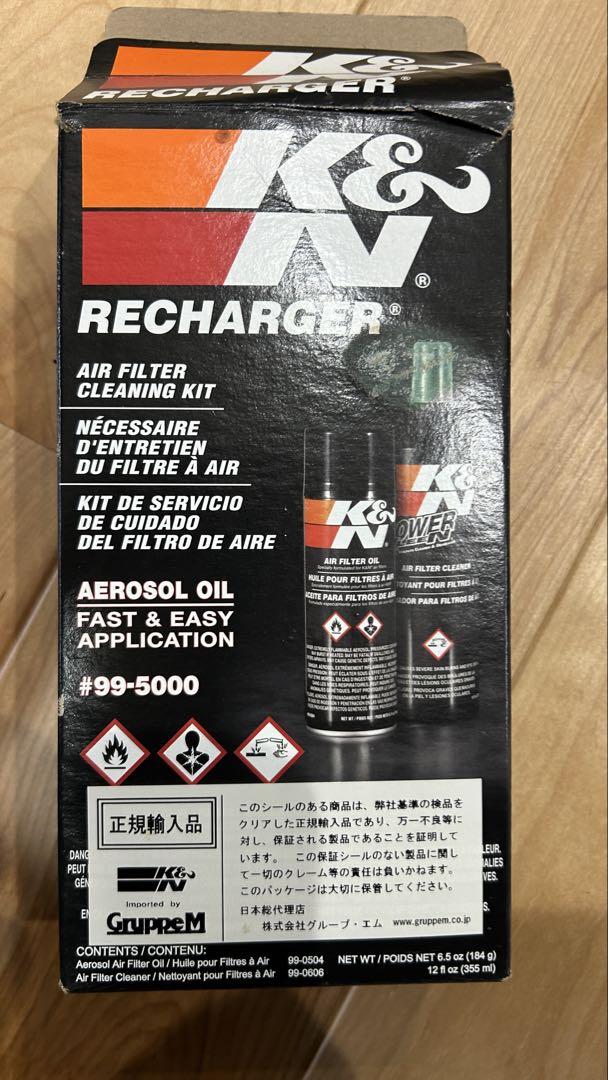 K&N
RECHARGER®
K&N®
RECHARGER®
AIR FILTER
CLEANING KIT
NÉCESSAIRE
D'ENTRETIEN
DU FILTRE À AIR
KIT DE SERVICIO
DE CUIDADO
DEL FILTRO DE AIRE
AEROSOL OIL
FAST & EASY
APPLICATION
#99-5000
K&N
AIR FILTER OIL
HUILE POUR FILTRES À AIR
ACEITE PARA FILTROS DE AIRE
K&N
POWER
AIR FILTER CLEANER
正規輸入品
K&N
Imported by
GruppeM
このシールのある商品は、弊社基準の検品を
クリアした正規輸入品であり、万一不良等に
対し、保証される製品であることを証明して
います。 この保証シールのない製品に関し
て一切のクレーム等の責任は負いかねます。
このパッケージは大切に保管してください。
日本総代理店
株式会社グループ・エム www.gruppem.co.jp
CONTENTS / CONTENU:
Aerosol Air Filter Oil / Huile pour Filtres à Air 99-0504 NET WT / POIDS NET 6.5 oz (184 g)
Air Filter Cleaner / Nettoyant pour Filtres à Air 99-0606 12 fl oz (355 ml)